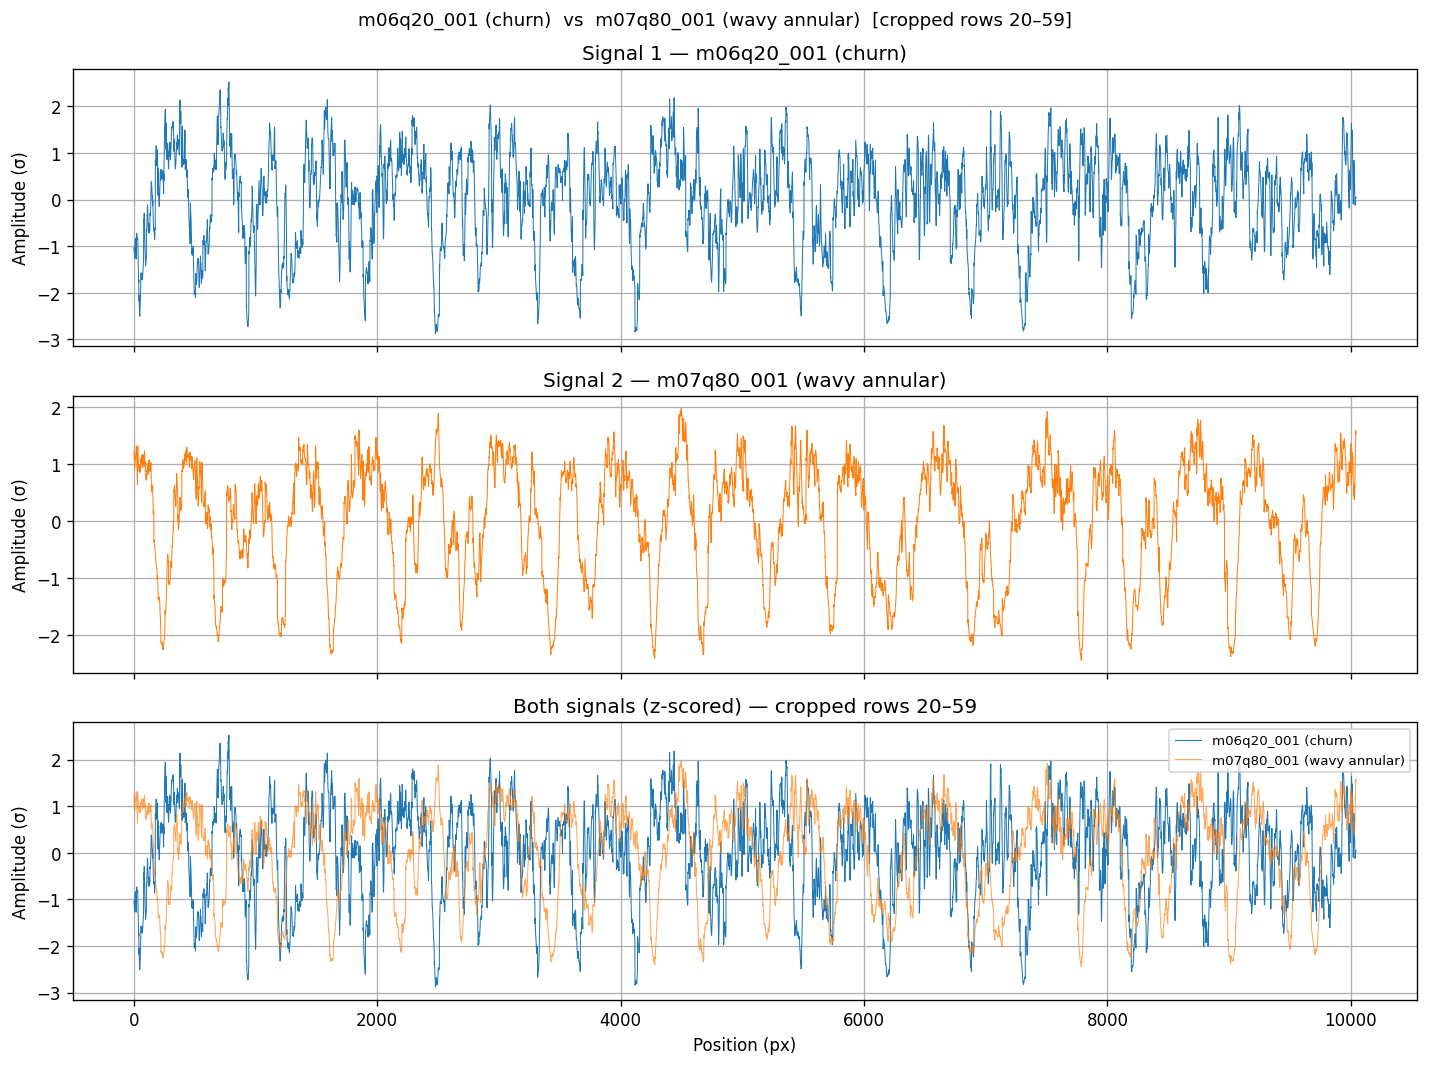 m06q20_001 (churn)  vs  m07q80_001 (wavy annular)  [cropped rows 20–59]
Signal 1 — m06q20_001 (churn)
Amplitude (σ)
2
1
0
−1
−2
−3
Signal 2 — m07q80_001 (wavy annular)
Amplitude (σ)
2
1
0
−1
−2
Both signals (z-scored) — cropped rows 20–59
m06q20_001 (churn)
m07q80_001 (wavy annular)
Amplitude (σ)
2
1
0
−1
−2
−3
0 2000 4000 6000 8000 10000
Position (px)